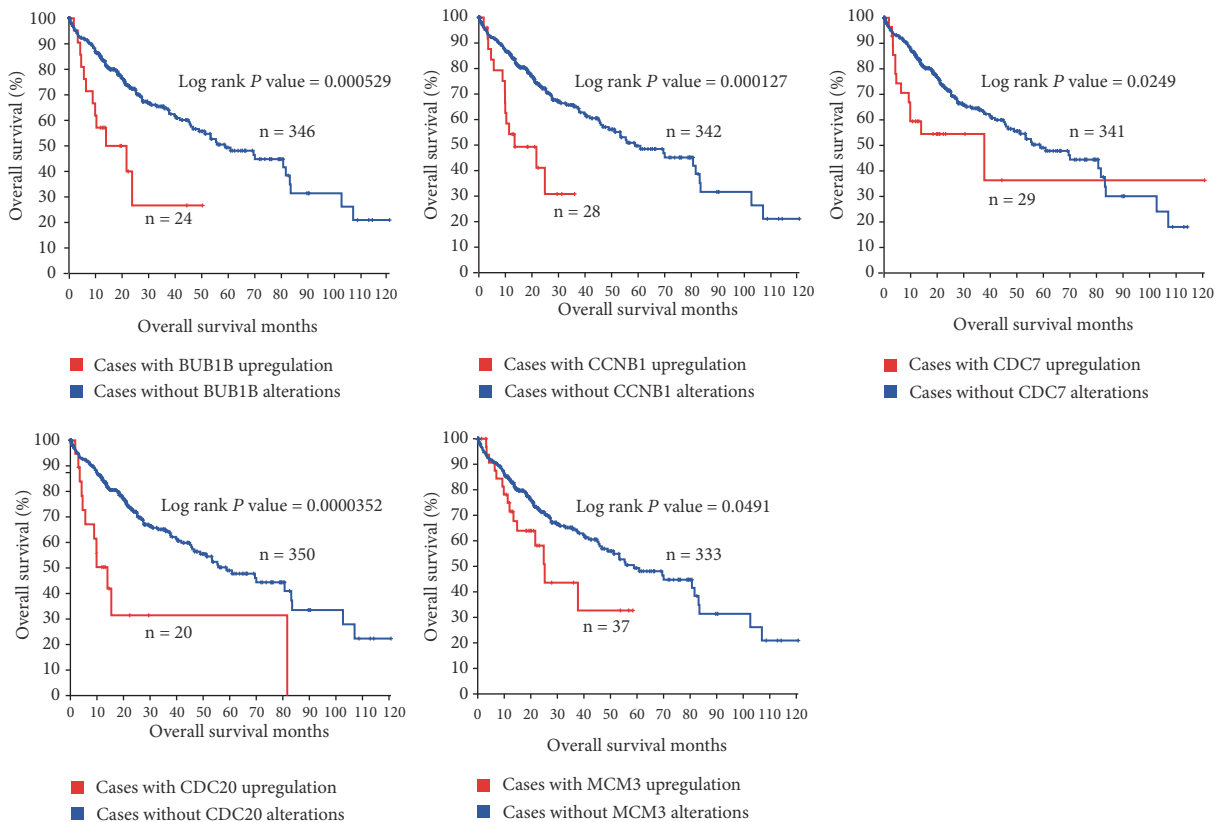 100
90
80
70
60
50
40
30
20
10
0
Overall survival (%)
Log rank P value = 0.000529
n = 346
n = 24
0 10 20 30 40 50 60 70 80 90 100 110 120
Overall survival months
Cases with BUB1B upregulation
Cases without BUB1B alterations
100
90
80
70
60
50
40
30
20
10
0
Overall survival (%)
Log rank P value = 0.000127
n = 342
n = 28
0 10 20 30 40 50 60 70 80 90 100 110 120
Overall survival months
Cases with CCNB1 upregulation
Cases without CCNB1 alterations
100
90
80
70
60
50
40
30
20
10
0
Overall survival (%)
Log rank P value = 0.0249
n = 341
n = 29
0 10 20 30 40 50 60 70 80 90 100 110 120
Overall survival months
Cases with CDC7 upregulation
Cases without CDC7 alterations
100
90
80
70
60
50
40
30
20
10
0
Overall survival (%)
Log rank P value = 0.0000352
n = 350
n = 20
0 10 20 30 40 50 60 70 80 90 100 110 120
Overall survival months
Cases with CDC20 upregulation
Cases without CDC20 alterations
100
90
80
70
60
50
40
30
20
10
0
Overall survival (%)
Log rank P value = 0.0491
n = 333
n = 37
0 10 20 30 40 50 60 70 80 90 100 110 120
Overall survival months
Cases with MCM3 upregulation
Cases without MCM3 alterations